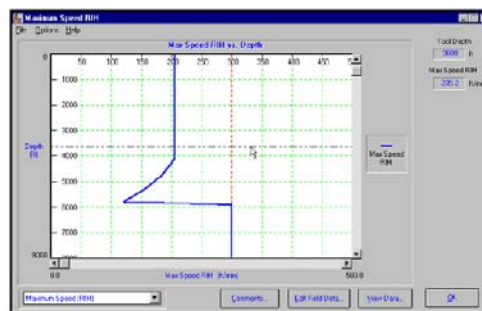 Maximum Speed RIH
File Options Help
Max Speed RIH vs. Depth
0 50 100 150 200 250 300 350 400 450 500
1000
2000
3000
4000
5000
6000
7000
8000
Depth
(ft)
0.0
500.0
Max Speed RIH (ft/min)
Max Speed
RIH
Tool Depth
ft
Max Speed RIH
ft/min
Maximum Speed (RIH)
Comments...
Edit Field Data...
View Data...
OK